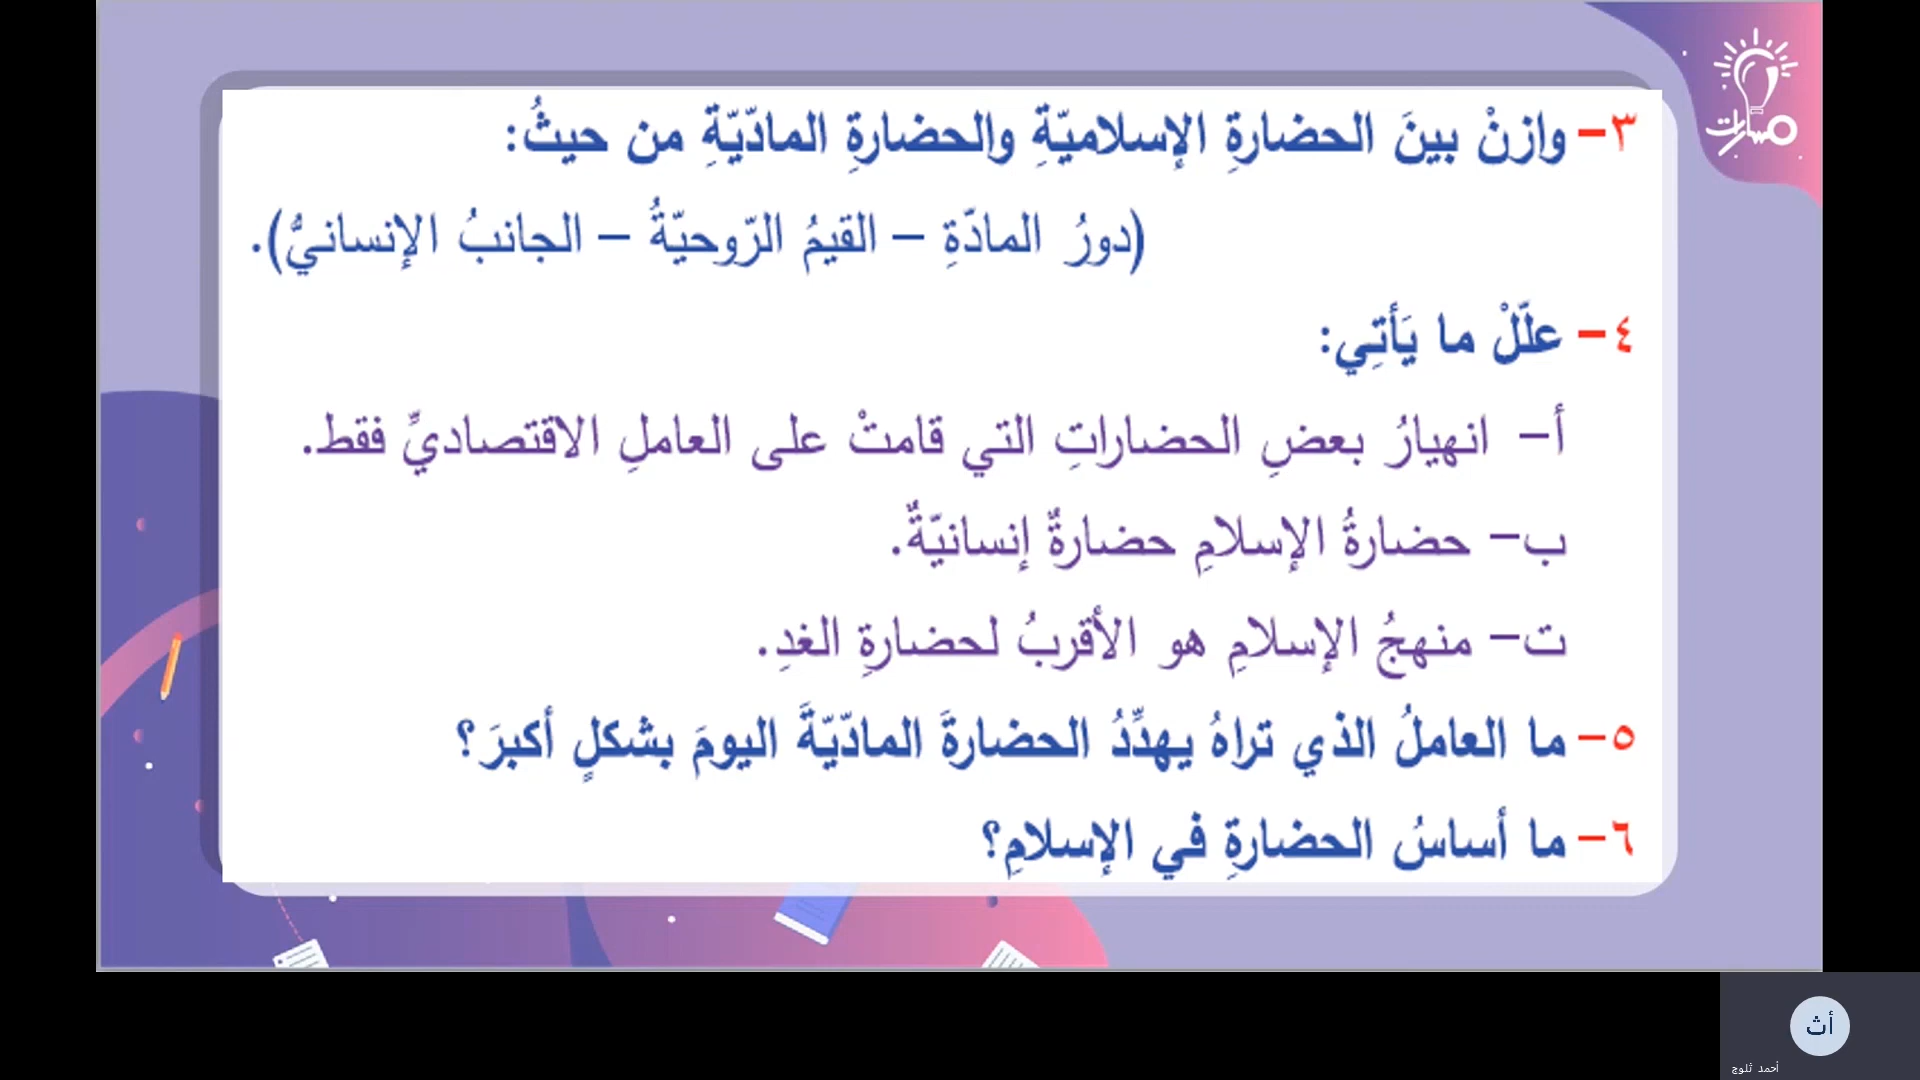 مسارات
٣- وازنْ بينَ الحضارةِ الإسلاميّةِ والحضارةِ المادّيّةِ من حيثُ:
(دورُ المادّةِ – القيمُ الرّوحيّةُ – الجانبُ الإنسانيُّ).
٤- علّلْ ما يَأتِي:
أ- انهيارُ بعضِ الحضاراتِ التي قامتْ على العاملِ الاقتصاديِّ فقط.
ب- حضارةُ الإسلامِ حضارةٌ إنسانيّةٌ.
ت- منهجُ الإسلامِ هو الأقربُ لحضارةِ الغدِ.
٥- ما العاملُ الذي تراهُ يهدِّدُ الحضارةَ المادّيّةَ اليومَ بشكلٍ أكبرَ؟
٦- ما أساسُ الحضارةِ في الإسلامِ؟
أث
أحمد ثلوج